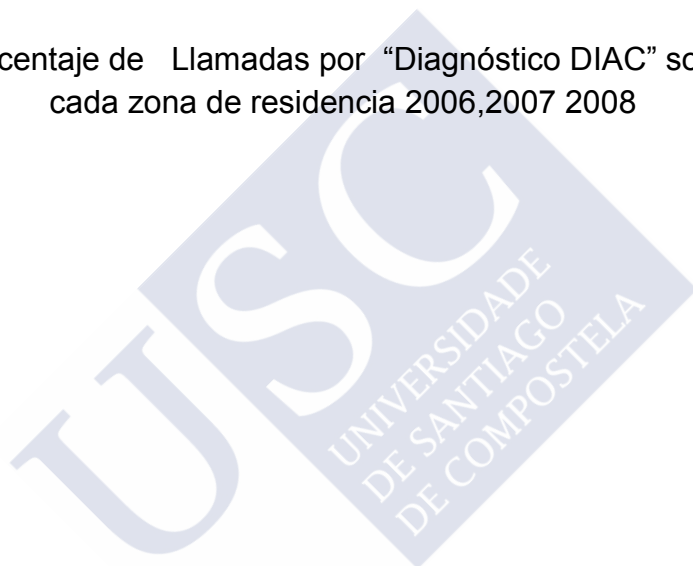 centaje de Llamadas por “Diagnóstico DIAC” so
cada zona de residencia 2006,2007 2008
USC
UNIVERSIDADE
DE SANTIAGO
DE COMPOSTELA